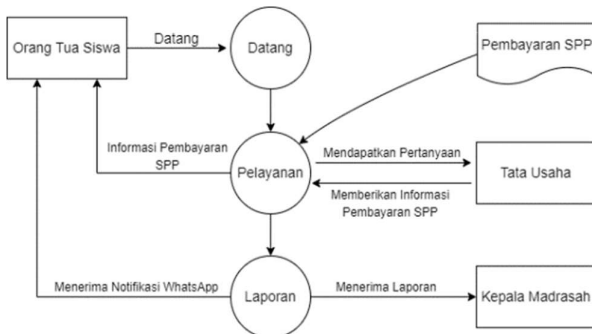 Orang Tua Siswa
Datang
Datang
Pembayaran SPP
Informasi Pembayaran
SPP
Pelayanan
Mendapatkan Pertanyaan
Memberikan Informasi
Pembayaran SPP
Tata Usaha
Menerima Notifikasi WhatsApp
Laporan
Menerima Laporan
Kepala Madrasah